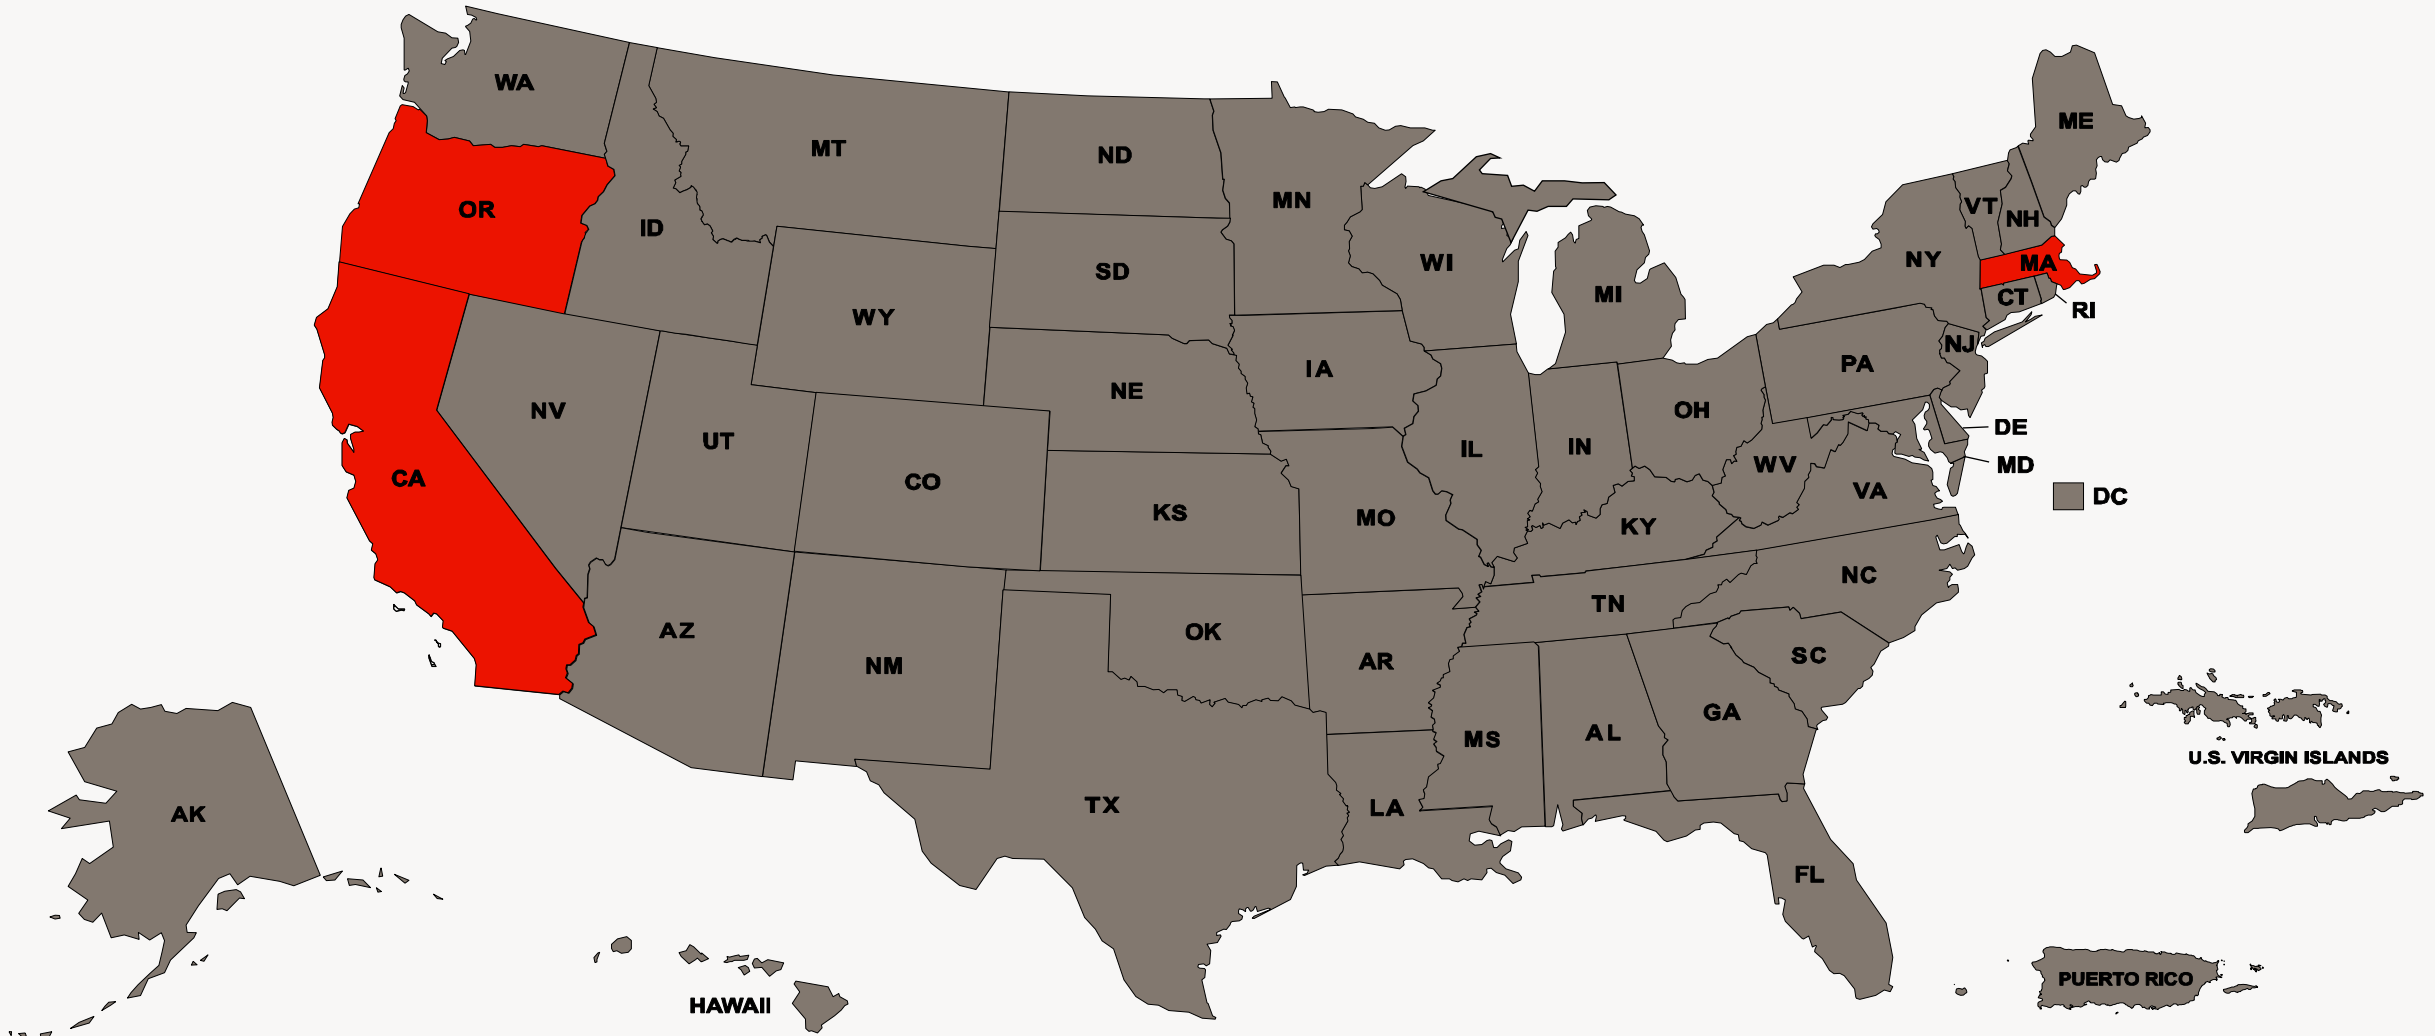 WA
MT
ND
MN
ME
OR
ID
SD
WI
MI
VT
NH
NY
MA
CT
RI
WY
NE
IA
PA
NJ
NV
UT
CO
KS
MO
IL
IN
OH
WV
DE
MD
VA
DC
CA
KY
NC
TN
AZ
NM
OK
AR
SC
MS
AL
GA
U.S. VIRGIN ISLANDS
AK
TX
LA
FL
HAWAII
PUERTO RICO